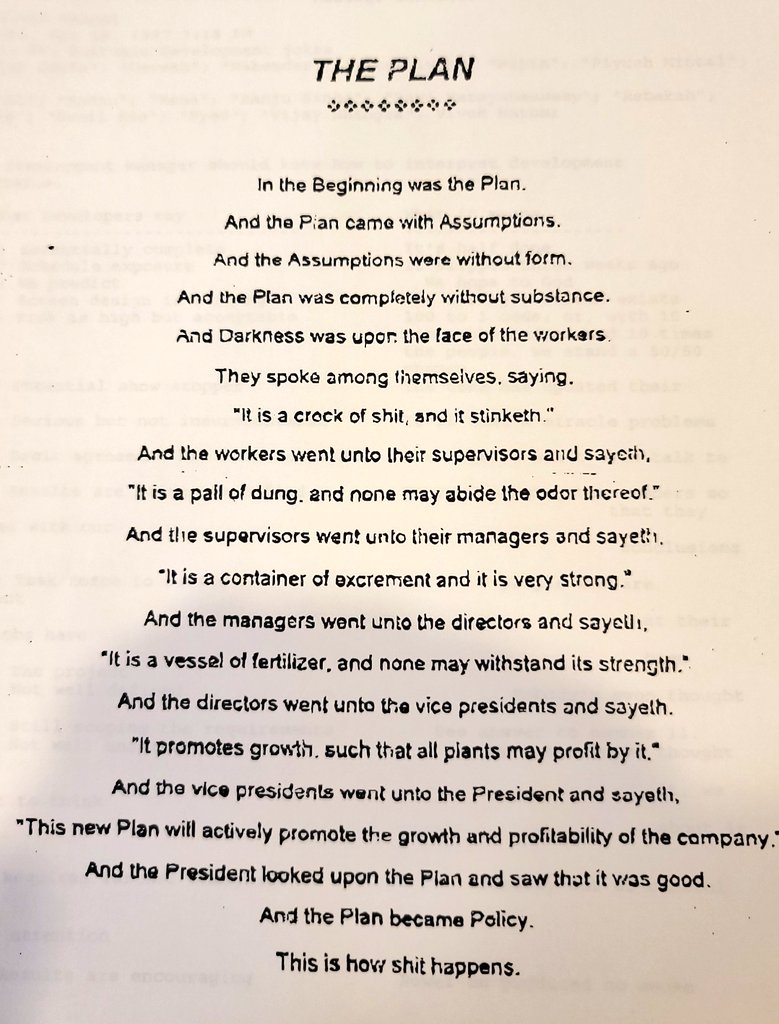 THE PLAN
In the Beginning was the Plan.
And the Plan came with Assumptions.
And the Assumptions were without form.
And the Plan was completely without substance.
And Darkness was upon the face of the workers.
They spoke among themselves, saying,
"It is a crock of shit, and it stinketh."
And the workers went unto their supervisors and sayeth,
"It is a pail of dung, and none may abide the odor thereof."
And the supervisors went unto their managers and sayeth,
"It is a container of excrement and it is very strong."
And the managers went unto the directors and sayeth,
"It is a vessel of fertilizer, and none may withstand its strength."
And the directors went unto the vice presidents and sayeth.
"It promotes growth, such that all plants may profit by it."
And the vice presidents went unto the President and sayeth,
"This new Plan will actively promote the growth and profitability of the company."
And the President looked upon the Plan and saw that it was good.
And the Plan became Policy.
This is how shit happens.